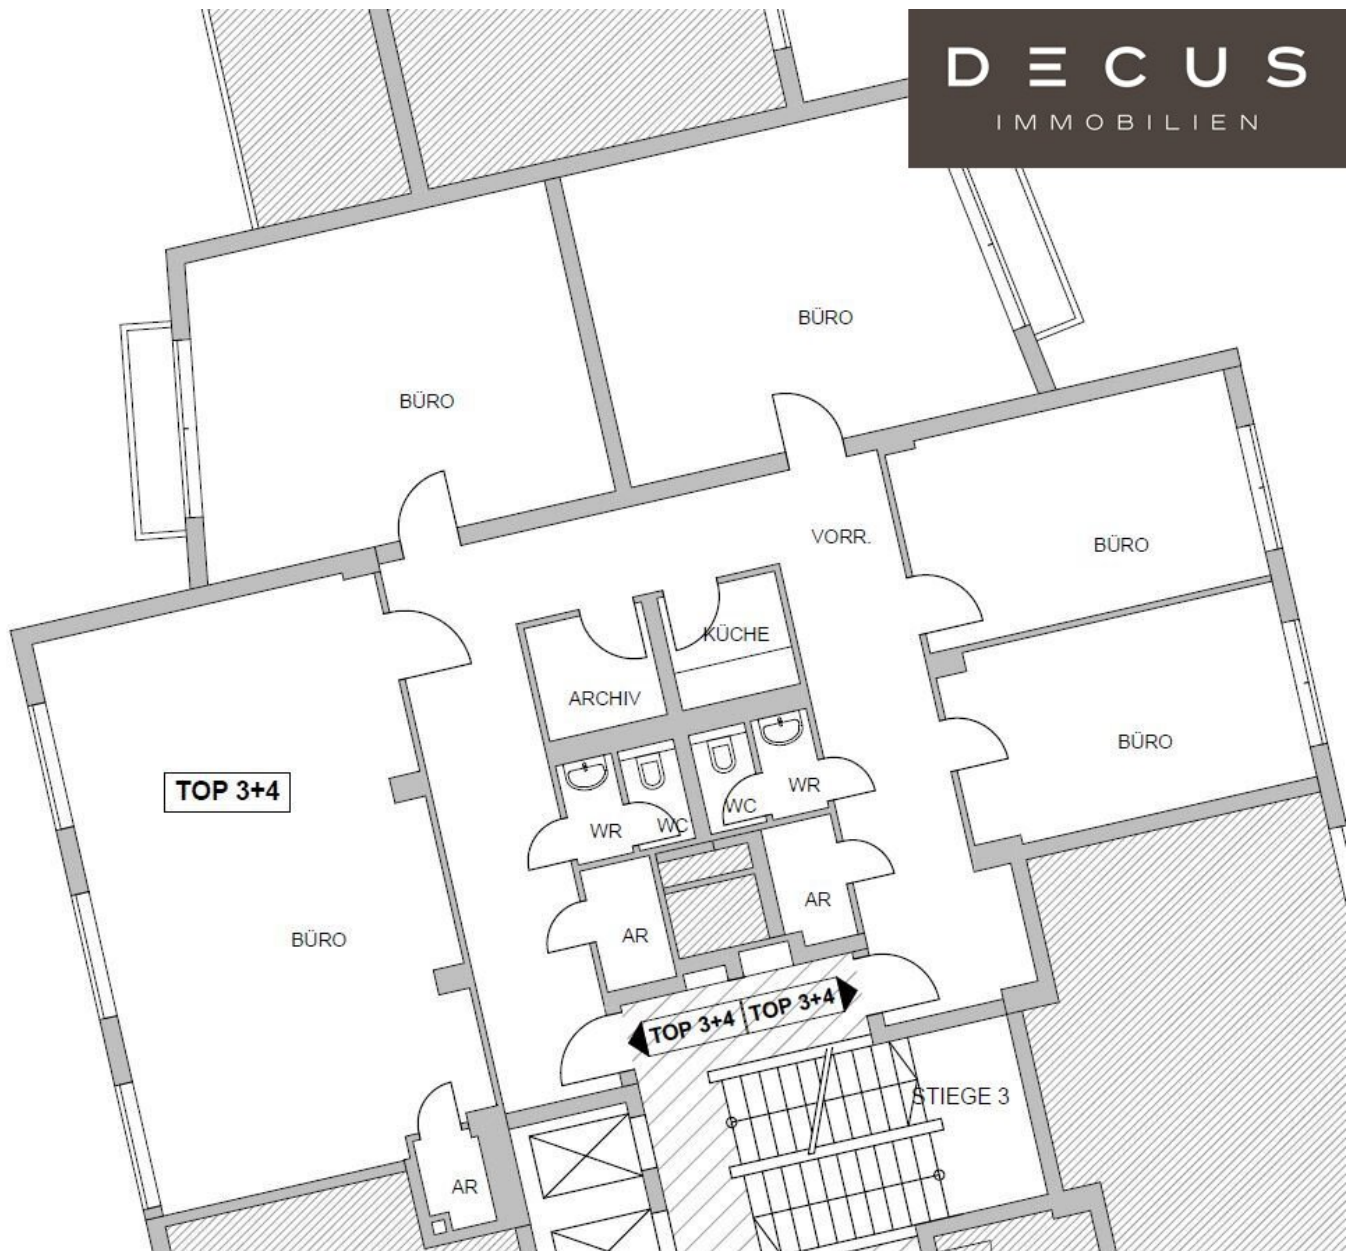 DECUS
IMMOBILIEN
BÜRO
BÜRO
VORR.
BÜRO
KÜCHE
ARCHIV
BÜRO
TOP 3+4
WR
WC
WC
WR
AR
AR
BÜRO
TOP 3+4
TOP 3+4
STIEGE 3
AR